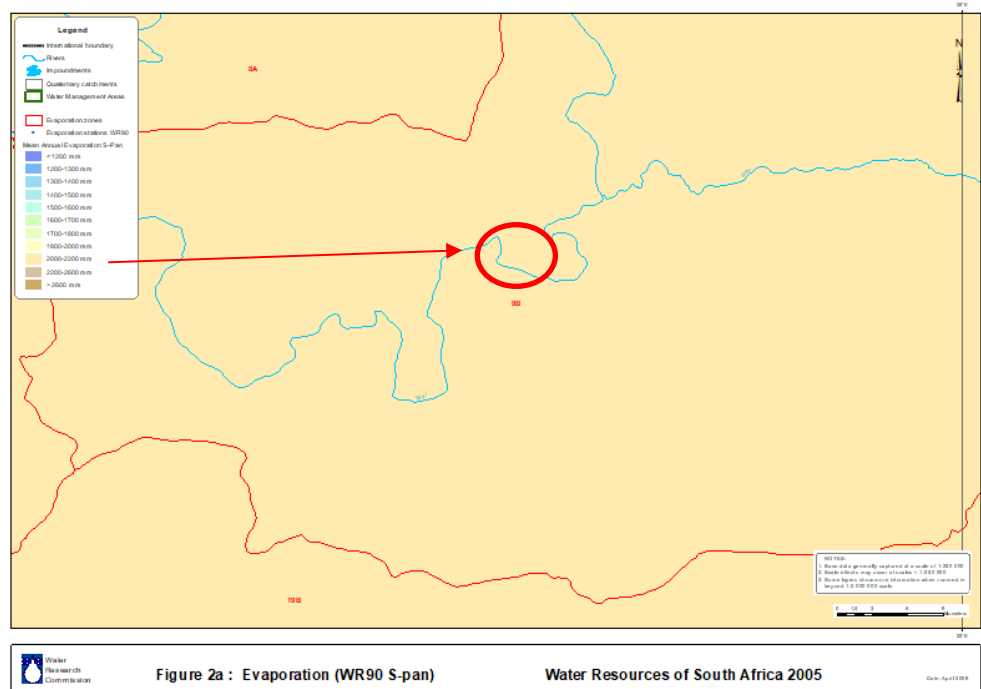 Legend
International boundary
Rivers
Impoundments
Quaternary catchments
Water Management Areas
Evaporation zones
Evaporation stations WR90
Mean Annual Evaporation S-Pan
<1200 mm
1200-1300 mm
1300-1400 mm
1400-1500 mm
1500-1600 mm
1600-1700 mm
1700-1800 mm
1800-2000 mm
2000-2200 mm
2200-2600 mm
>2600 mm
8A
N
9B
19B
NOTES:
Water
Research
Commission
Figure 2a : Evaporation (WR90 S-pan)
Water Resources of South Africa 2005